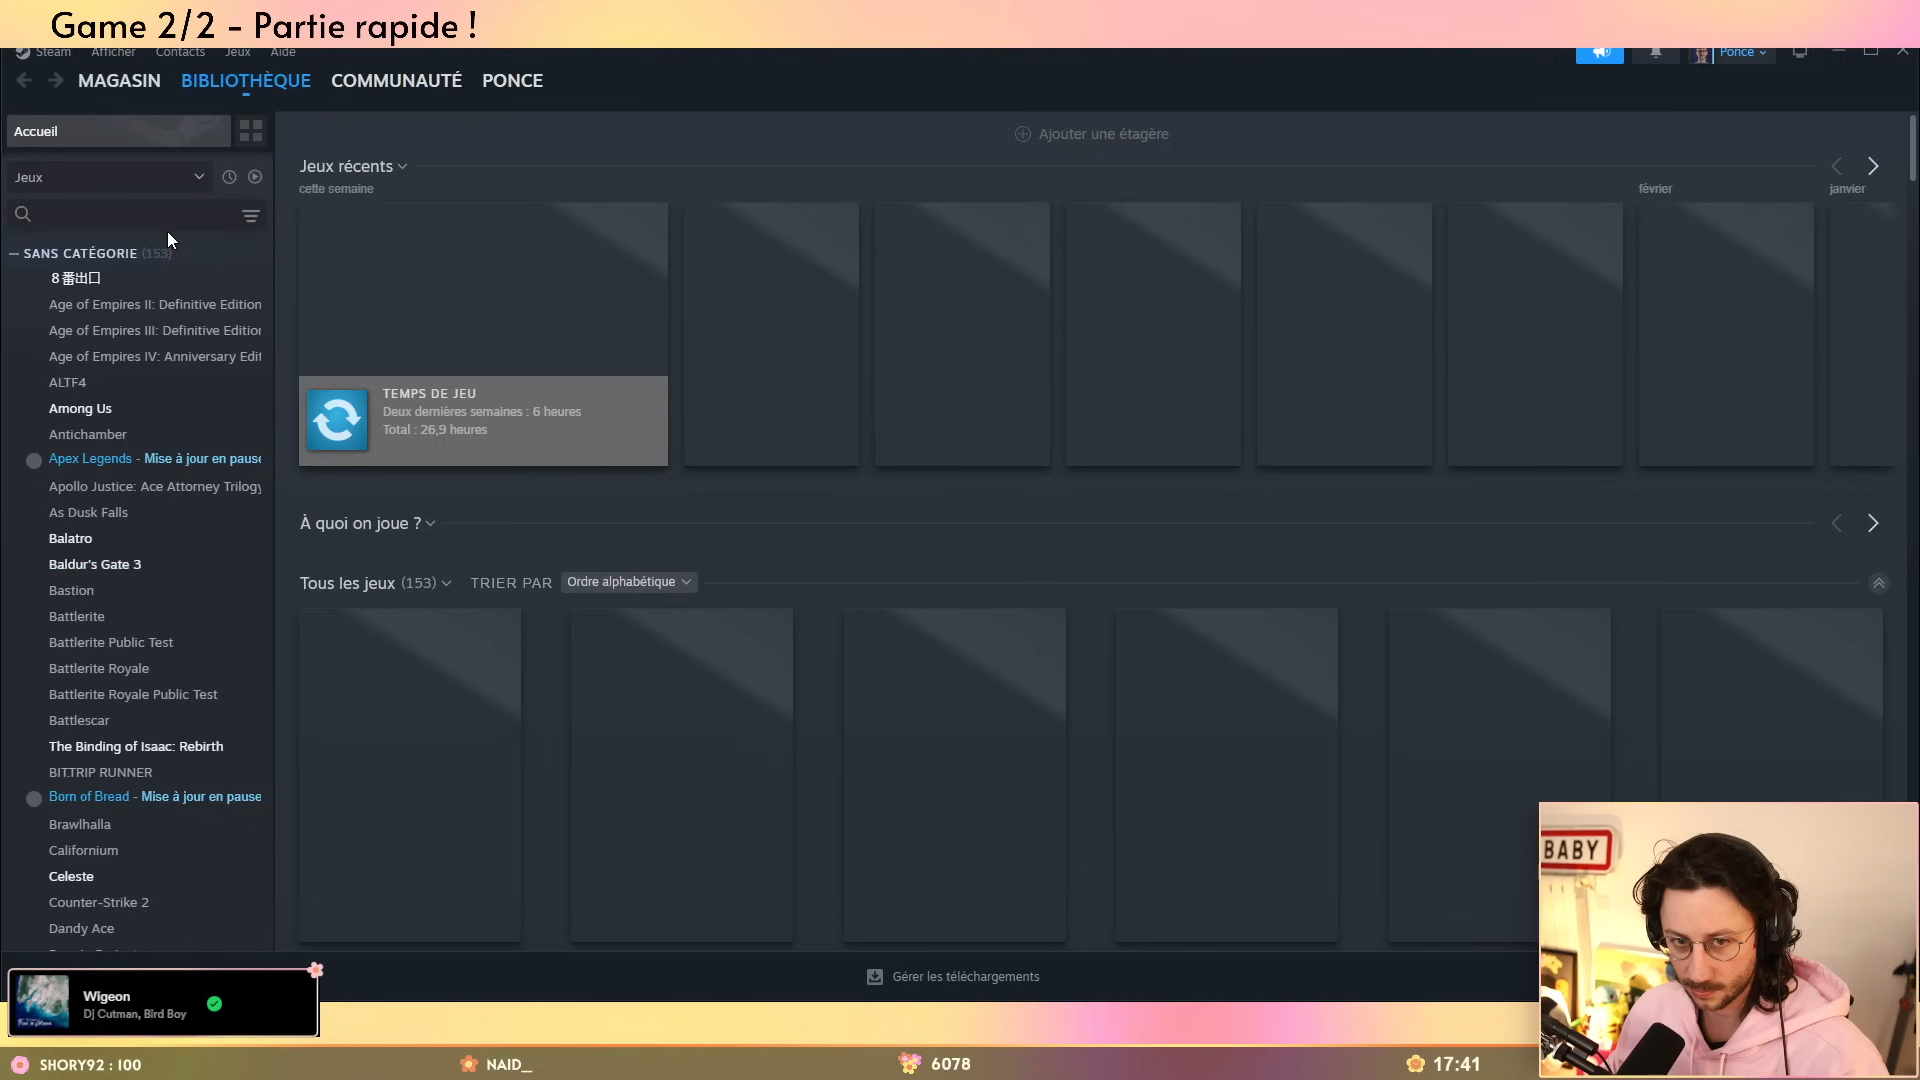 Game 2/2 - Partie rapide !
Steam Afficher Contacts Jeux Aide
Ponce
MAGASIN BIBLIOTHÈQUE COMMUNAUTÉ PONCE
Accueil
Jeux
SANS CATÉGORIE (153)
8番出口
Age of Empires II: Definitive Edition
Age of Empires III: Definitive Edition
Age of Empires IV: Anniversary Edit
ALTF4
Among Us
Antichamber
Apex Legends - Mise à jour en pause
Apollo Justice: Ace Attorney Trilogy
As Dusk Falls
Balatro
Baldur's Gate 3
Bastion
Battlerite
Battlerite Public Test
Battlerite Royale
Battlerite Royale Public Test
Battlescar
The Binding of Isaac: Rebirth
BIT.TRIP RUNNER
Born of Bread - Mise à jour en pause
Brawlhalla
Californium
Celeste
Counter-Strike 2
Dandy Ace
Ajouter une étagère
Jeux récents
cette semaine
février
janvier
TEMPS DE JEU
Deux dernières semaines : 6 heures
Total : 26,9 heures
À quoi on joue ?
Tous les jeux (153) TRIER PAR Ordre alphabétique
Gérer les téléchargements
BABY
Wigeon
Dj Cutman, Bird Boy
SHORY92 : 100
NAID_
6078
17:41